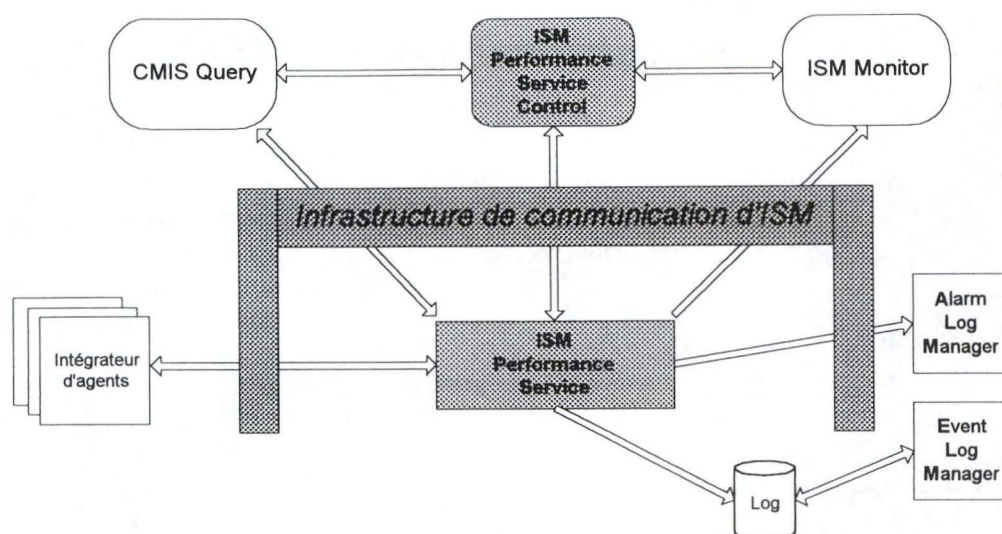 CMIS Query
ISM
Performance
Service
Control
ISM Monitor
Infrastructure de communication d'ISM
Intégrateur
d'agents
ISM
Performance
Service
Alarm
Log
Manager
Event
Log
Manager
Log